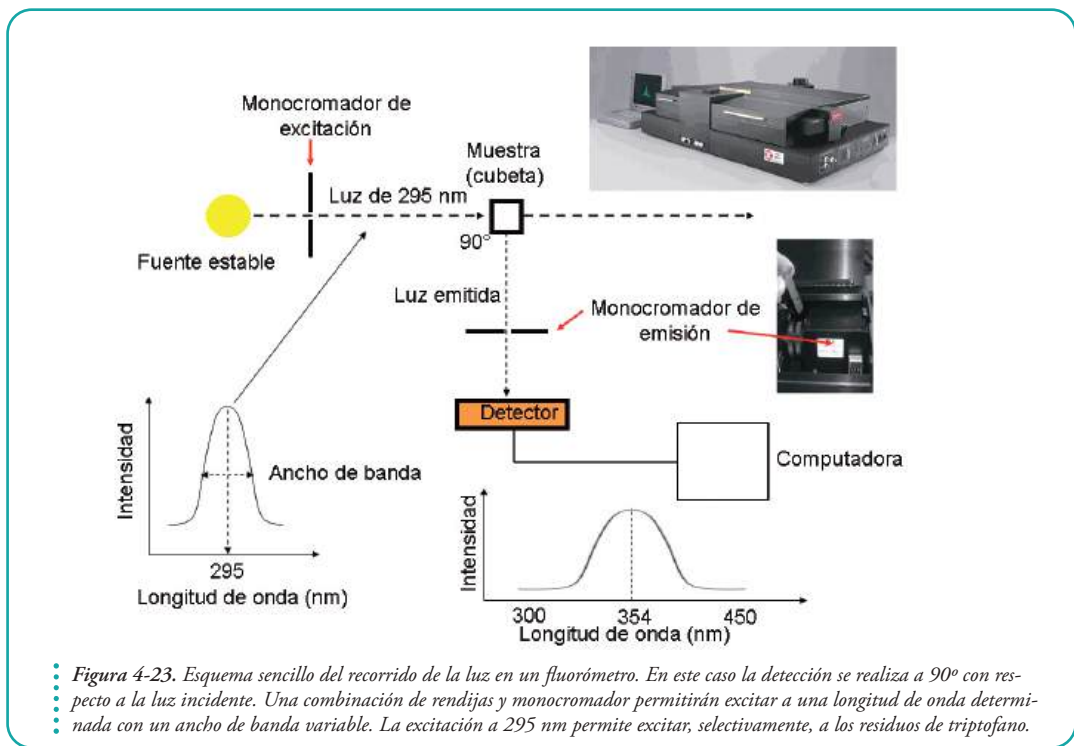 Monocromador de
excitación
Muestra
(cubeta)
Luz de 295 nm
90°
Fuente estable
Luz emitida
Monocromador de
emisión
Detector
Computadora
Intensidad
Ancho de banda
295
Longitud de onda (nm)
Intensidad
300 354 450
Longitud de onda (nm)
Figura 4-23. Esquema sencillo del recorrido de la luz en un fluorómetro. En este caso la detección se realiza a 90º con res-
pecto a la luz incidente. Una combinación de rendijas y monocromador permitirán excitar a una longitud de onda determi-
nada con un ancho de banda variable. La excitación a 295 nm permite excitar, selectivamente, a los residuos de triptofano.